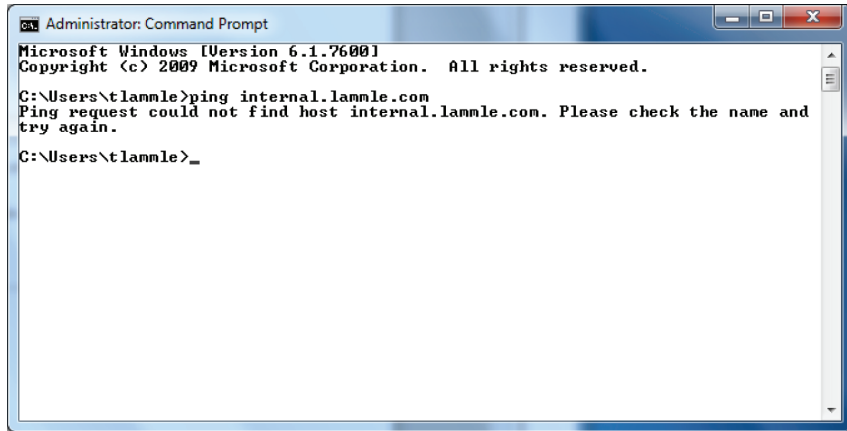 Administrator: Command Prompt
Microsoft Windows [Version 6.1.7600]
Copyright (c) 2009 Microsoft Corporation.  All rights reserved.
C:\Users\tlammle>ping internal.lammle.com
Ping request could not find host internal.lammle.com. Please check the name and
try again.
C:\Users\tlammle>_